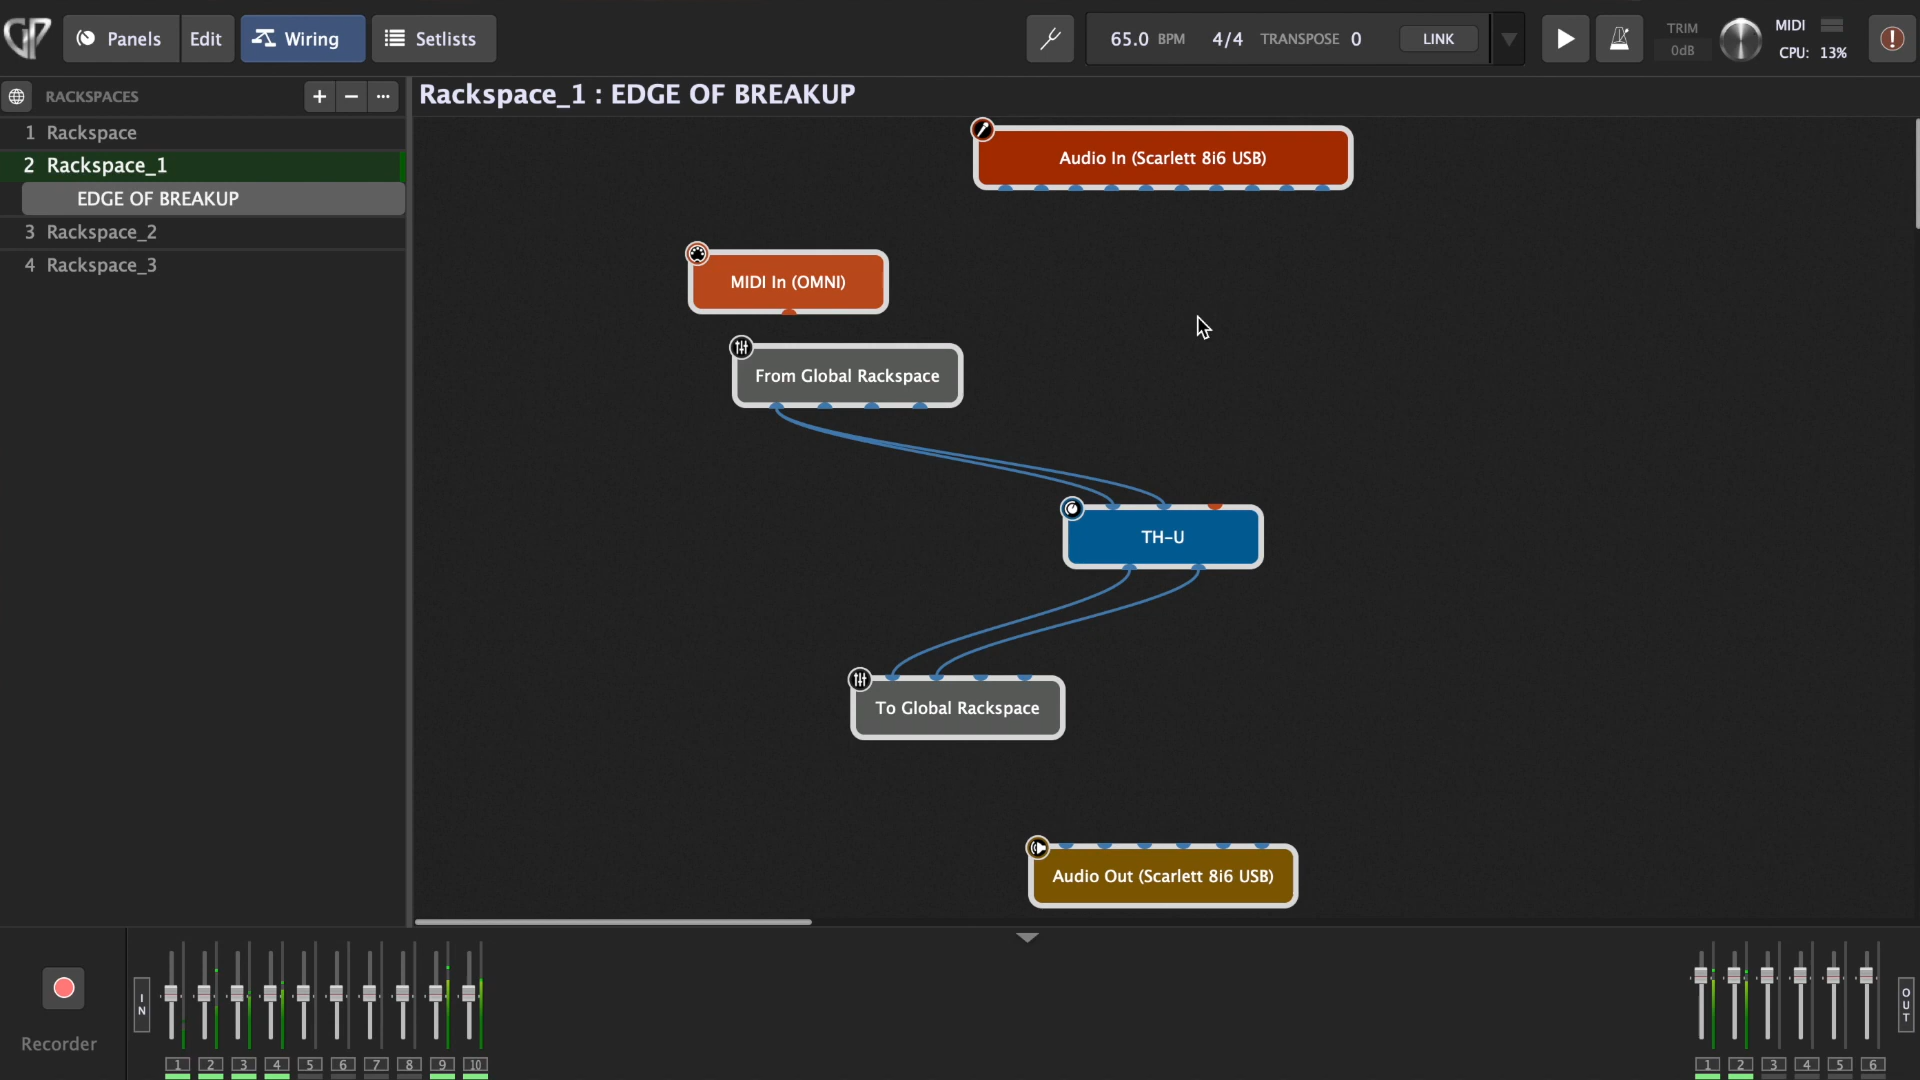 GP Panels Edit Wiring Setlists 65.0 BPM 4/4 TRANSPOSE 0 LINK TRIM 0dB MIDI CPU: 13%
RACKSPACES + − ...
Rackspace_1 : EDGE OF BREAKUP
1 Rackspace
2 Rackspace_1
EDGE OF BREAKUP
3 Rackspace_2
4 Rackspace_3
Audio In (Scarlett 8i6 USB)
MIDI In (OMNI)
From Global Rackspace
TH-U
To Global Rackspace
Audio Out (Scarlett 8i6 USB)
Recorder
IN
1 2 3 4 5 6 7 8 9 10
OUT
1 2 3 4 5 6